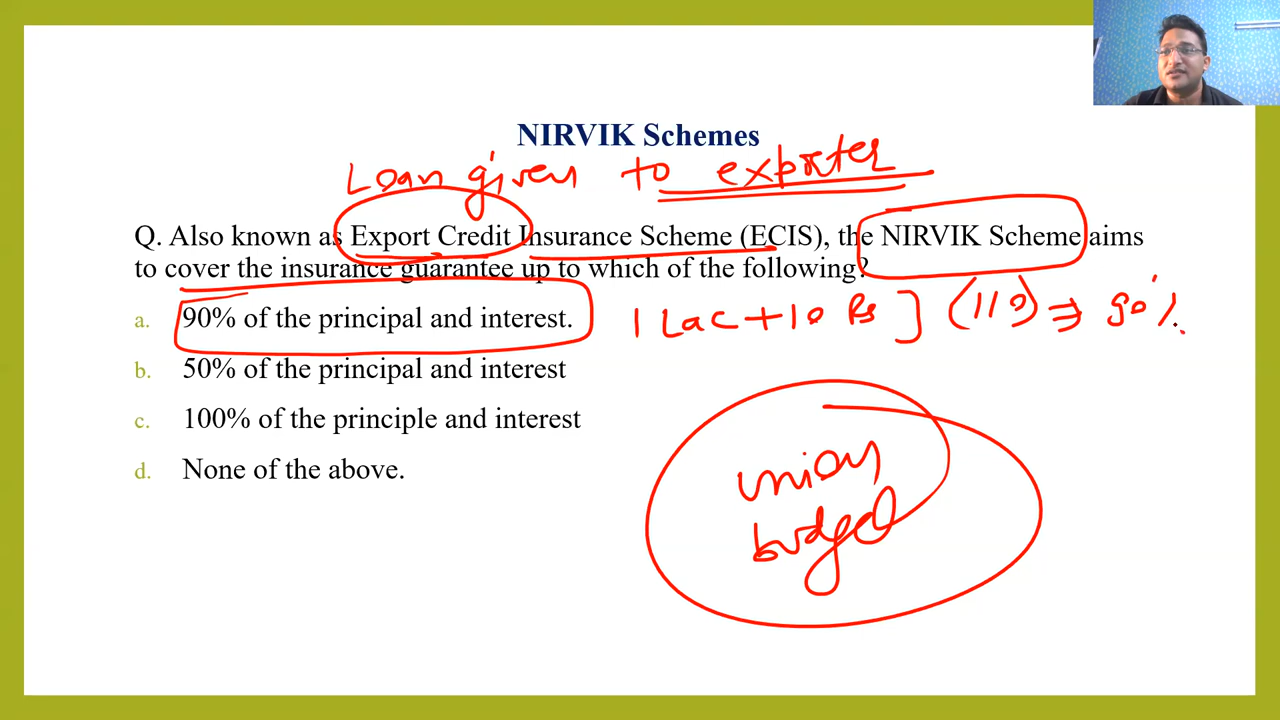 NIRVIK Schemes
Loan given to exporter
Q. Also known as Export Credit Insurance Scheme (ECIS), the NIRVIK Scheme aims
to cover the insurance guarantee up to which of the following?
a. 90% of the principal and interest.
1 Lac + 10 Rs ] (110) ⇒ 90%
b. 50% of the principal and interest
c. 100% of the principle and interest
d. None of the above.
union
budget